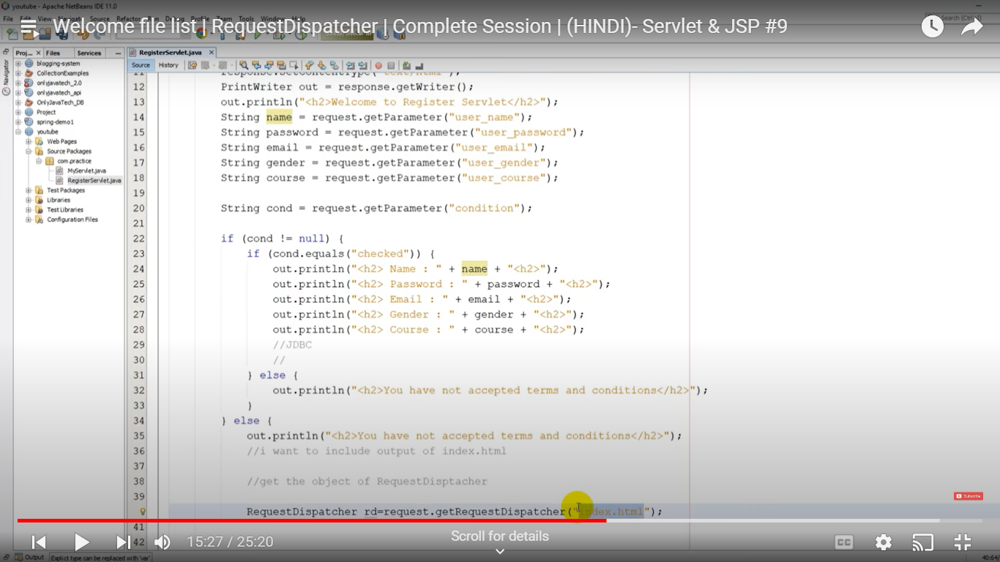 youtube - Apache NetBeans IDE 11.0
File Edit View Navigate Source Refactor Run Debug Profile Team Tools Window Help
Welcome file list | RequestDispatcher | Complete Session | (HINDI)- Servlet & JSP #9
Proj... × Files Services
RegisterServlet.java ×
Source History
Navigator
blogging-system
CollectionExamples
onlyjavatech_2.0
onlyjavatech_api
OnlyJavaTech_DB
Project
spring-demo1
youtube
Web Pages
Source Packages
com.practice
MyServlet.java
RegisterServlet.java
Test Packages
Libraries
Test Libraries
Configuration Files
11 response.setContentType("text/html");
12 PrintWriter out = response.getWriter();
13 out.println("<h2>Welcome to Register Servlet</h2>");
14 String name = request.getParameter("user_name");
15 String password = request.getParameter("user_password");
16 String email = request.getParameter("user_email");
17 String gender = request.getParameter("user_gender");
18 String course = request.getParameter("user_course");
19
20 String cond = request.getParameter("condition");
21
22 if (cond != null) {
23 if (cond.equals("checked")) {
24 out.println("<h2> Name : " + name + "<h2>");
25 out.println("<h2> Password : " + password + "<h2>");
26 out.println("<h2> Email : " + email + "<h2>");
27 out.println("<h2> Gender : " + gender + "<h2>");
28 out.println("<h2> Course : " + course + "<h2>");
29 //JDBC
30 //
31 } else {
32 out.println("<h2>You have not accepted terms and conditions</h2>");
33 }
34 } else {
35 out.println("<h2>You have not accepted terms and conditions</h2>");
36 //i want to include output of index.html
37
38 //get the object of RequestDisptacher
39
RequestDispatcher rd=request.getRequestDispatcher("index.html");
41
42
Subscribe
15:27 / 25:20
Scroll for details
CC
Output
Explict type can be replaced with 'var'
40:64